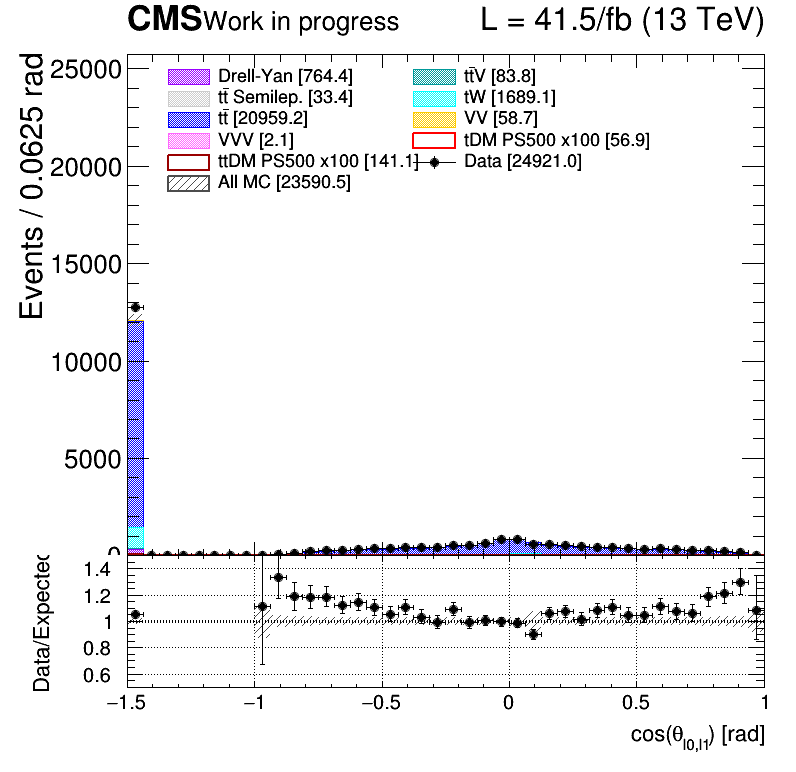 CMS Work in progress L = 41.5/fb (13 TeV)
Events / 0.0625 rad
25000
20000
15000
10000
5000
0
Drell-Yan [764.4]
tt̄V [83.8]
tt̄ Semilep. [33.4]
tW [1689.1]
tt̄ [20959.2]
VV [58.7]
VVV [2.1]
tDM PS500 x100 [56.9]
ttDM PS500 x100 [141.1]
Data [24921.0]
All MC [23590.5]
Data/Expected
1.4
1.2
1
0.8
0.6
−1.5 −1 −0.5 0 0.5 1
cos(θl0,l1) [rad]